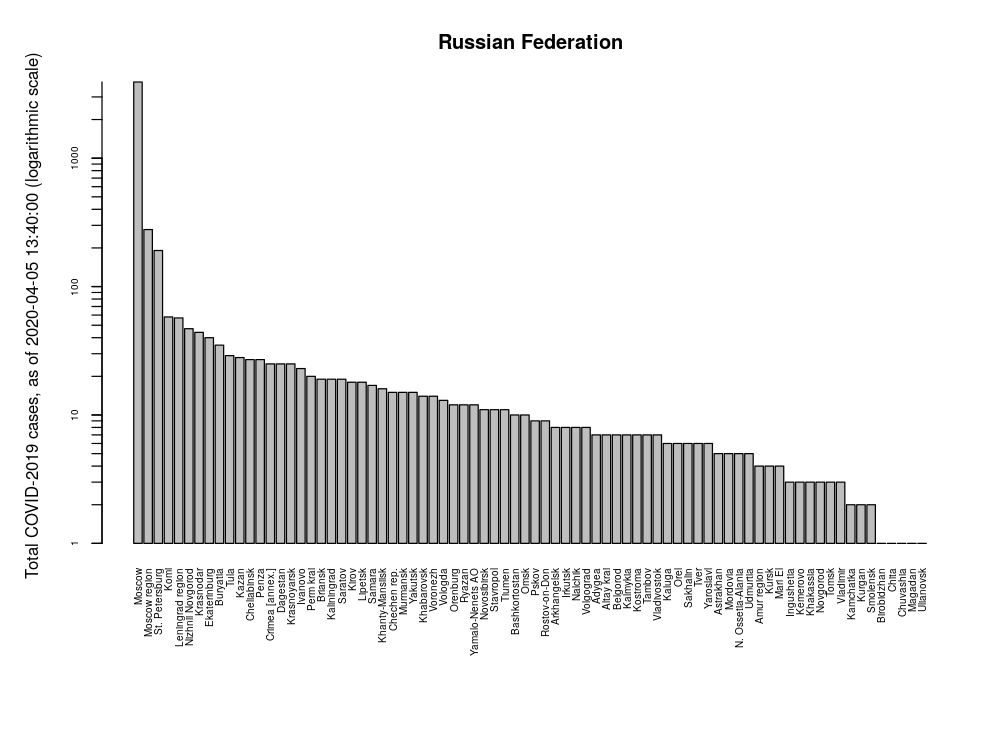 Russian Federation
Total COVID-2019 cases, as of 2020-04-05 13:40:00 (logarithmic scale)
1000
100
10
1
Moscow
Moscow region
St. Petersburg
Komi
Leningrad region
Nizhnii Novgorod
Krasnodar
Ekaterinburg
Buryatia
Tula
Kazan
Cheliabinsk
Penza
Crimea [annex.]
Dagestan
Krasnoyarsk
Ivanovo
Perm krai
Briansk
Kaliningrad
Saratov
Kirov
Lipetsk
Samara
Khanty-Mansiisk
Chechen rep.
Murmansk
Yakutsk
Khabarovsk
Voronezh
Vologda
Orenburg
Ryazan
Yamalo-Nenets AO
Novosibirsk
Stavropol
Tiumen
Bashkortostan
Omsk
Pskov
Rostov-on-Don
Arkhangelsk
Irkutsk
Nalchik
Volgograd
Adygea
Altay krai
Belgorod
Kalmykia
Kostroma
Tambov
Vladivostok
Kaluga
Orel
Sakhalin
Tver
Yaroslavl
Astrakhan
Mordovia
N. Ossetia-Alania
Udmurtia
Amur region
Kursk
Mari El
Ingushetia
Kemerovo
Khakassia
Novgorod
Tomsk
Vladimir
Kamchatka
Kurgan
Smolensk
Birobidzhan
Chita
Chuvashia
Magadan
Ulianovsk